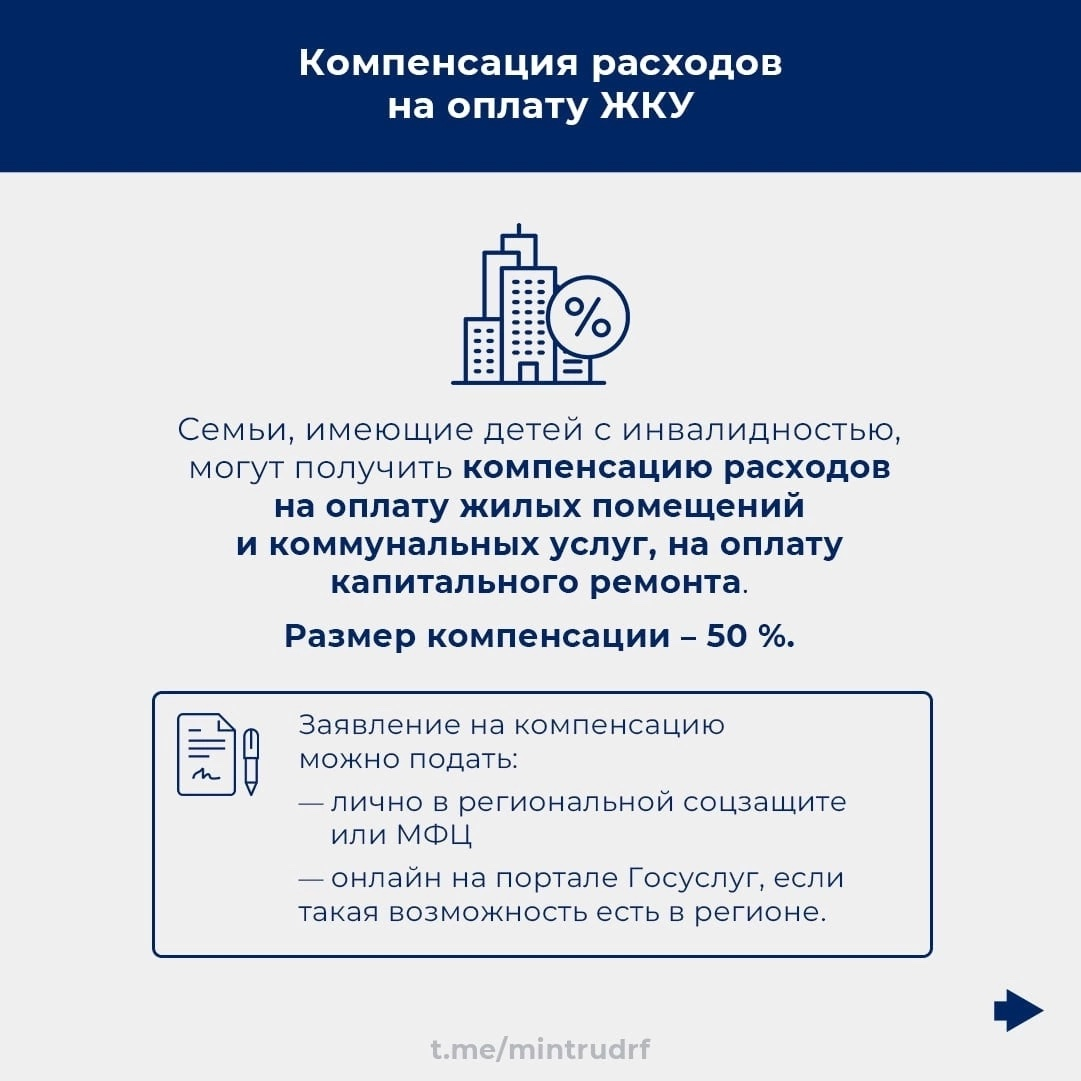 Компенсация расходов
на оплату ЖКУ
%
Семьи, имеющие детей с инвалидностью,
могут получить компенсацию расходов
на оплату жилых помещений
и коммунальных услуг, на оплату
капитального ремонта.
Размер компенсации – 50 %.
Заявление на компенсацию
можно подать:
— лично в региональной соцзащите
или МФЦ
— онлайн на портале Госуслуг, если
такая возможность есть в регионе.
t.me/mintrudrf